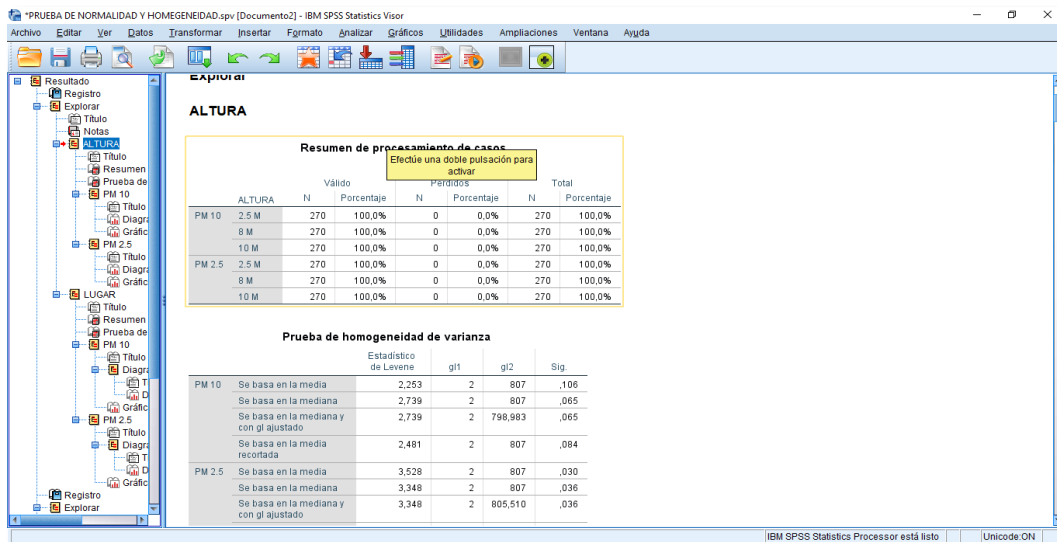 *PRUEBA DE NORMALIDAD Y HOMEGENEIDAD.spv [Documento2] - IBM SPSS Statistics Visor
Archivo Editar Ver Datos Transformar Insertar Formato Analizar Gráficos Utilidades Ampliaciones Ventana Ayuda
Resultado
Registro
Explorar
Título
Notas
ALTURA
Título
Resumen
Prueba de
PM 10
Título
Diagra
Gráfic
PM 2.5
Título
Diagra
Gráfic
LUGAR
Título
Resumen
Prueba de
PM 10
Título
Diagra
T
D
Gráfic
PM 2.5
Título
Diagra
T
D
Gráfic
Registro
Explorar
Explorar
ALTURA
Resumen de procesamiento de casos
Efectúe una doble pulsación para
activar
Válido Perdidos Total
ALTURA N Porcentaje N Porcentaje N Porcentaje
PM 10 2.5 M 270 100,0% 0 0,0% 270 100,0%
8 M 270 100,0% 0 0,0% 270 100,0%
10 M 270 100,0% 0 0,0% 270 100,0%
PM 2.5 2.5 M 270 100,0% 0 0,0% 270 100,0%
8 M 270 100,0% 0 0,0% 270 100,0%
10 M 270 100,0% 0 0,0% 270 100,0%
Prueba de homogeneidad de varianza
Estadístico
de Levene gl1 gl2 Sig.
PM 10 Se basa en la media 2,253 2 807 ,106
Se basa en la mediana 2,739 2 807 ,065
Se basa en la mediana y 2,739 2 798,983 ,065
con gl ajustado
Se basa en la media 2,481 2 807 ,084
recortada
PM 2.5 Se basa en la media 3,528 2 807 ,030
Se basa en la mediana 3,348 2 807 ,036
Se basa en la mediana y 3,348 2 805,510 ,036
con gl ajustado
IBM SPSS Statistics Processor está listo Unicode:ON